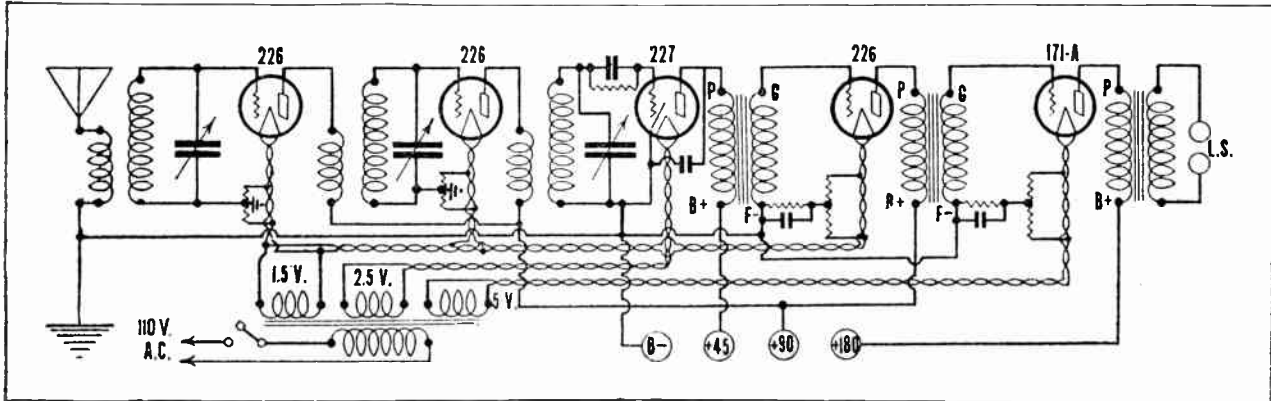 226 226 227 226 171-A
P G P G P
L.S.
B+ F- B+ F- B+
1.5 V. 2.5 V. 5 V.
110 V.
A.C.
B- +45 +90 +180